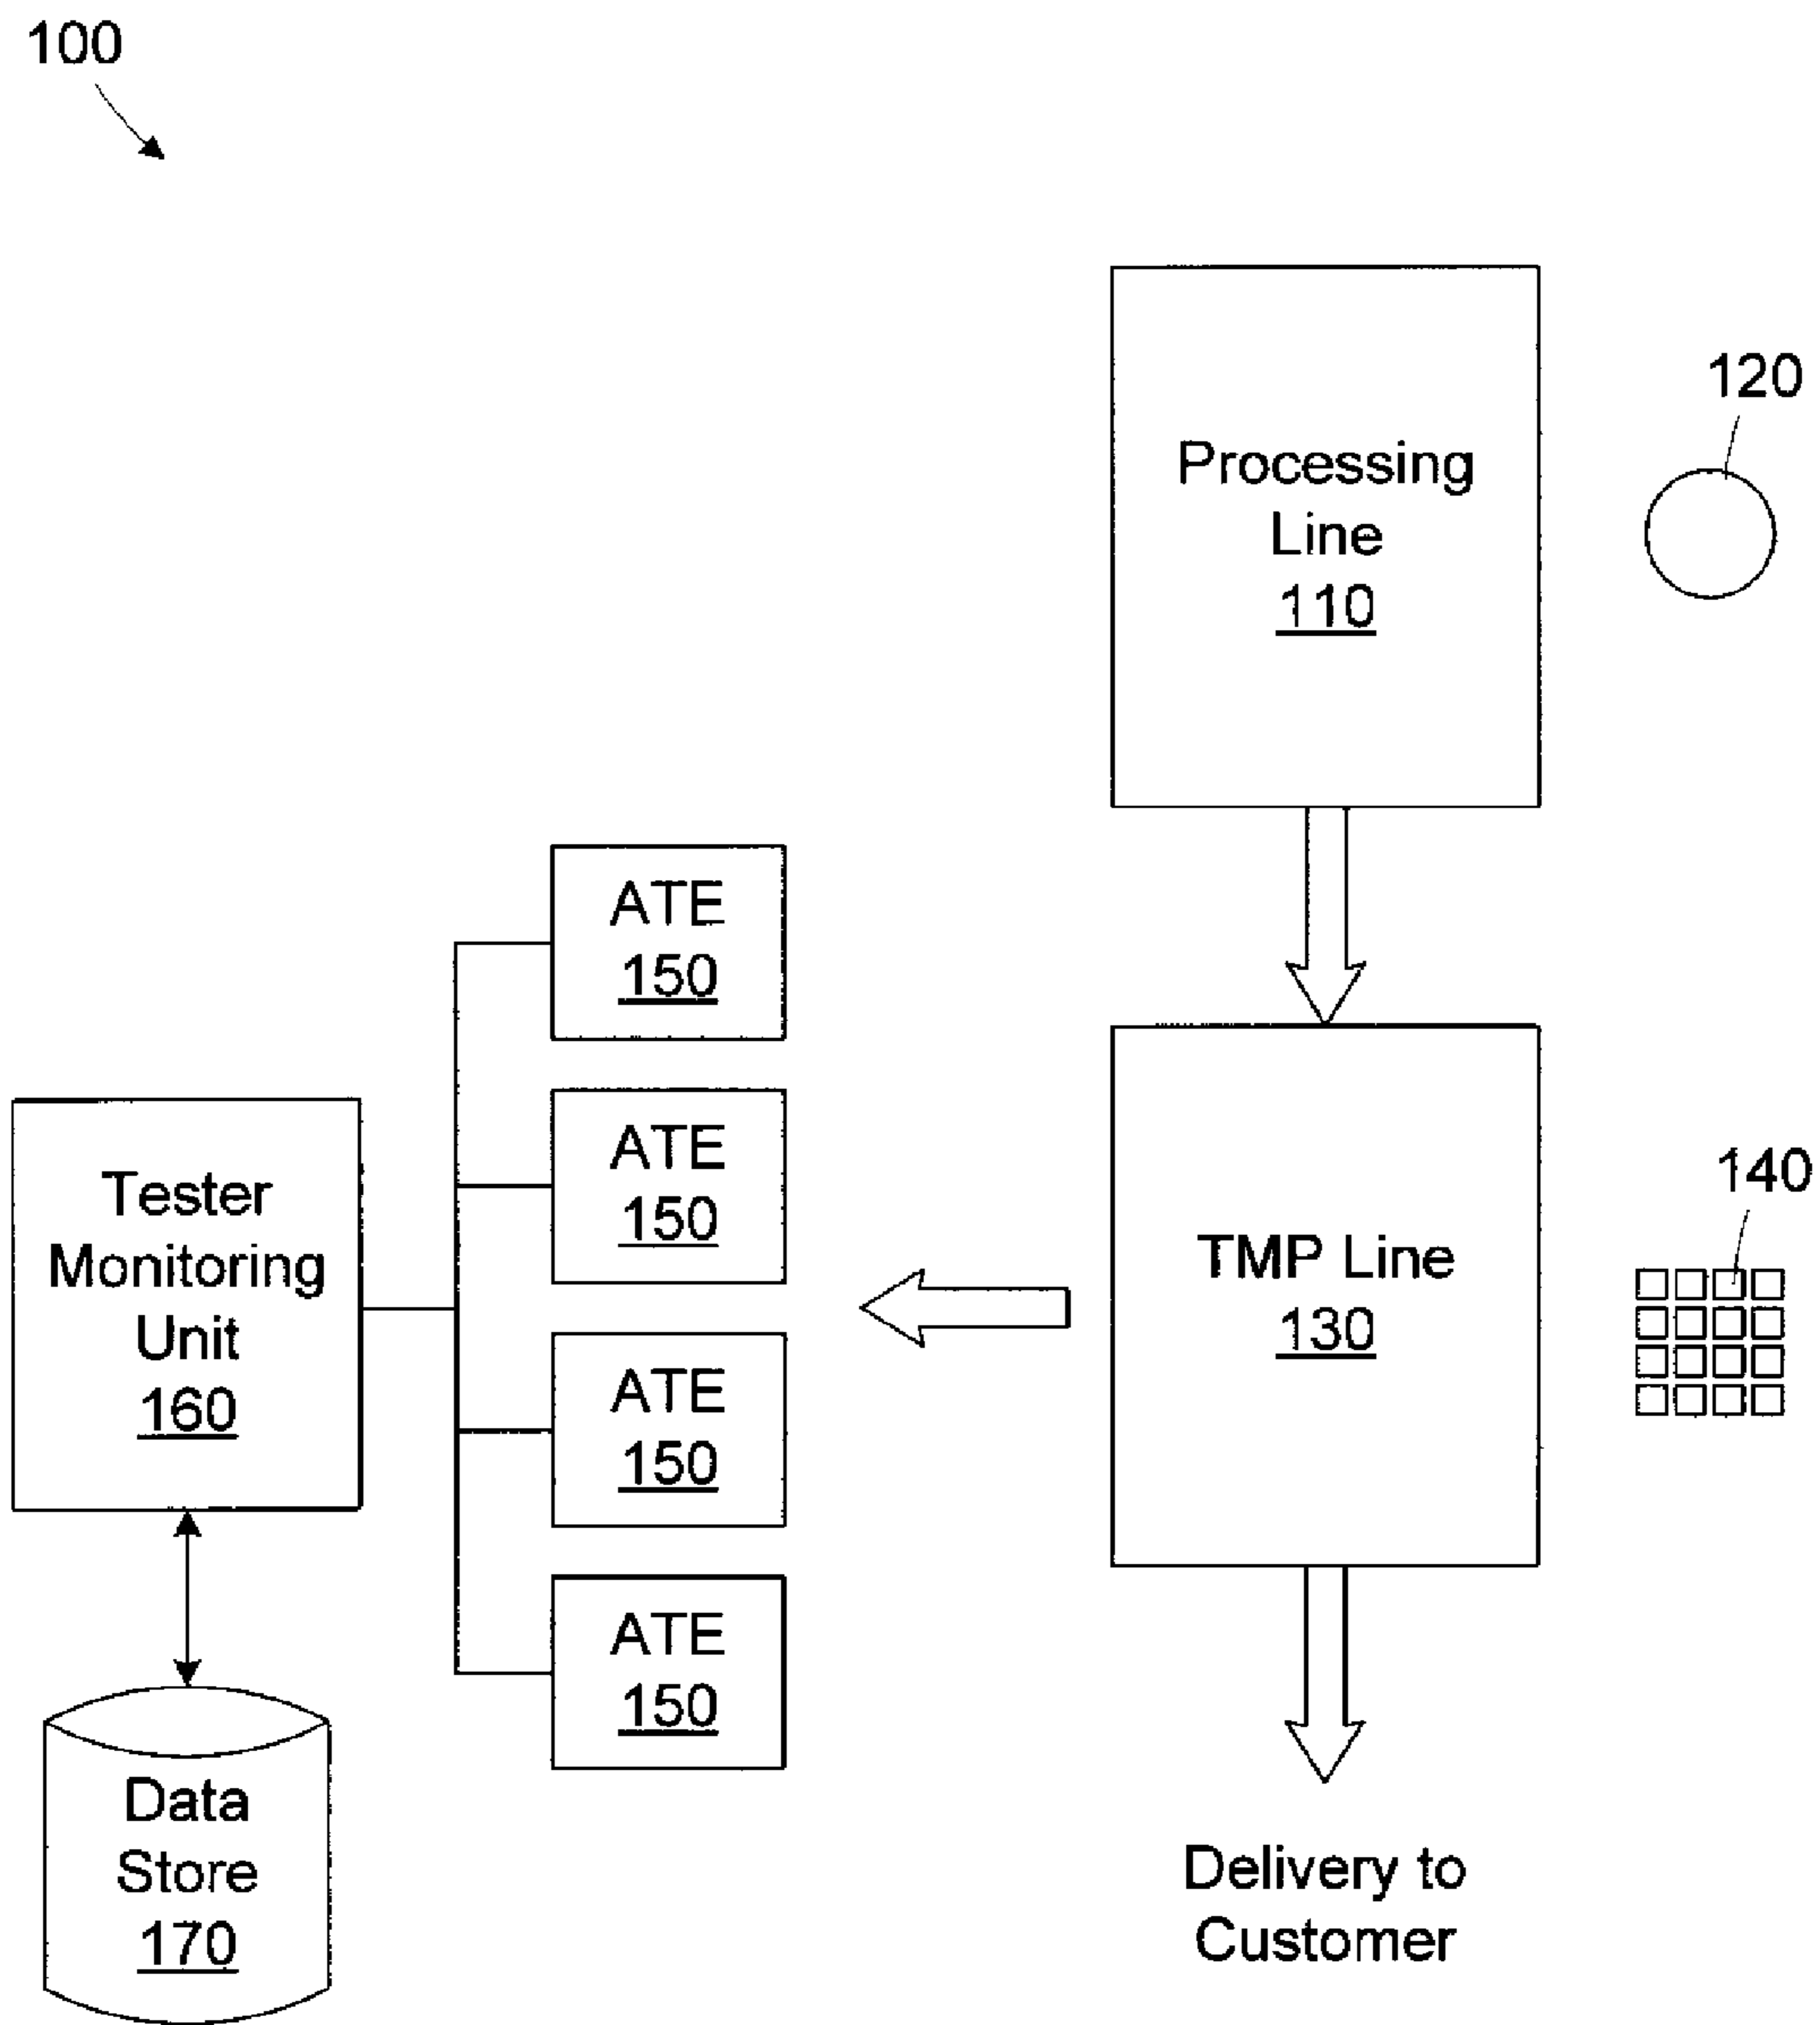 100
Processing
Line
110
120
ATE
150
ATE
150
Tester
Monitoring
Unit
160
TMP Line
130
140
ATE
150
ATE
150
Data
Store
170
Delivery to
Customer